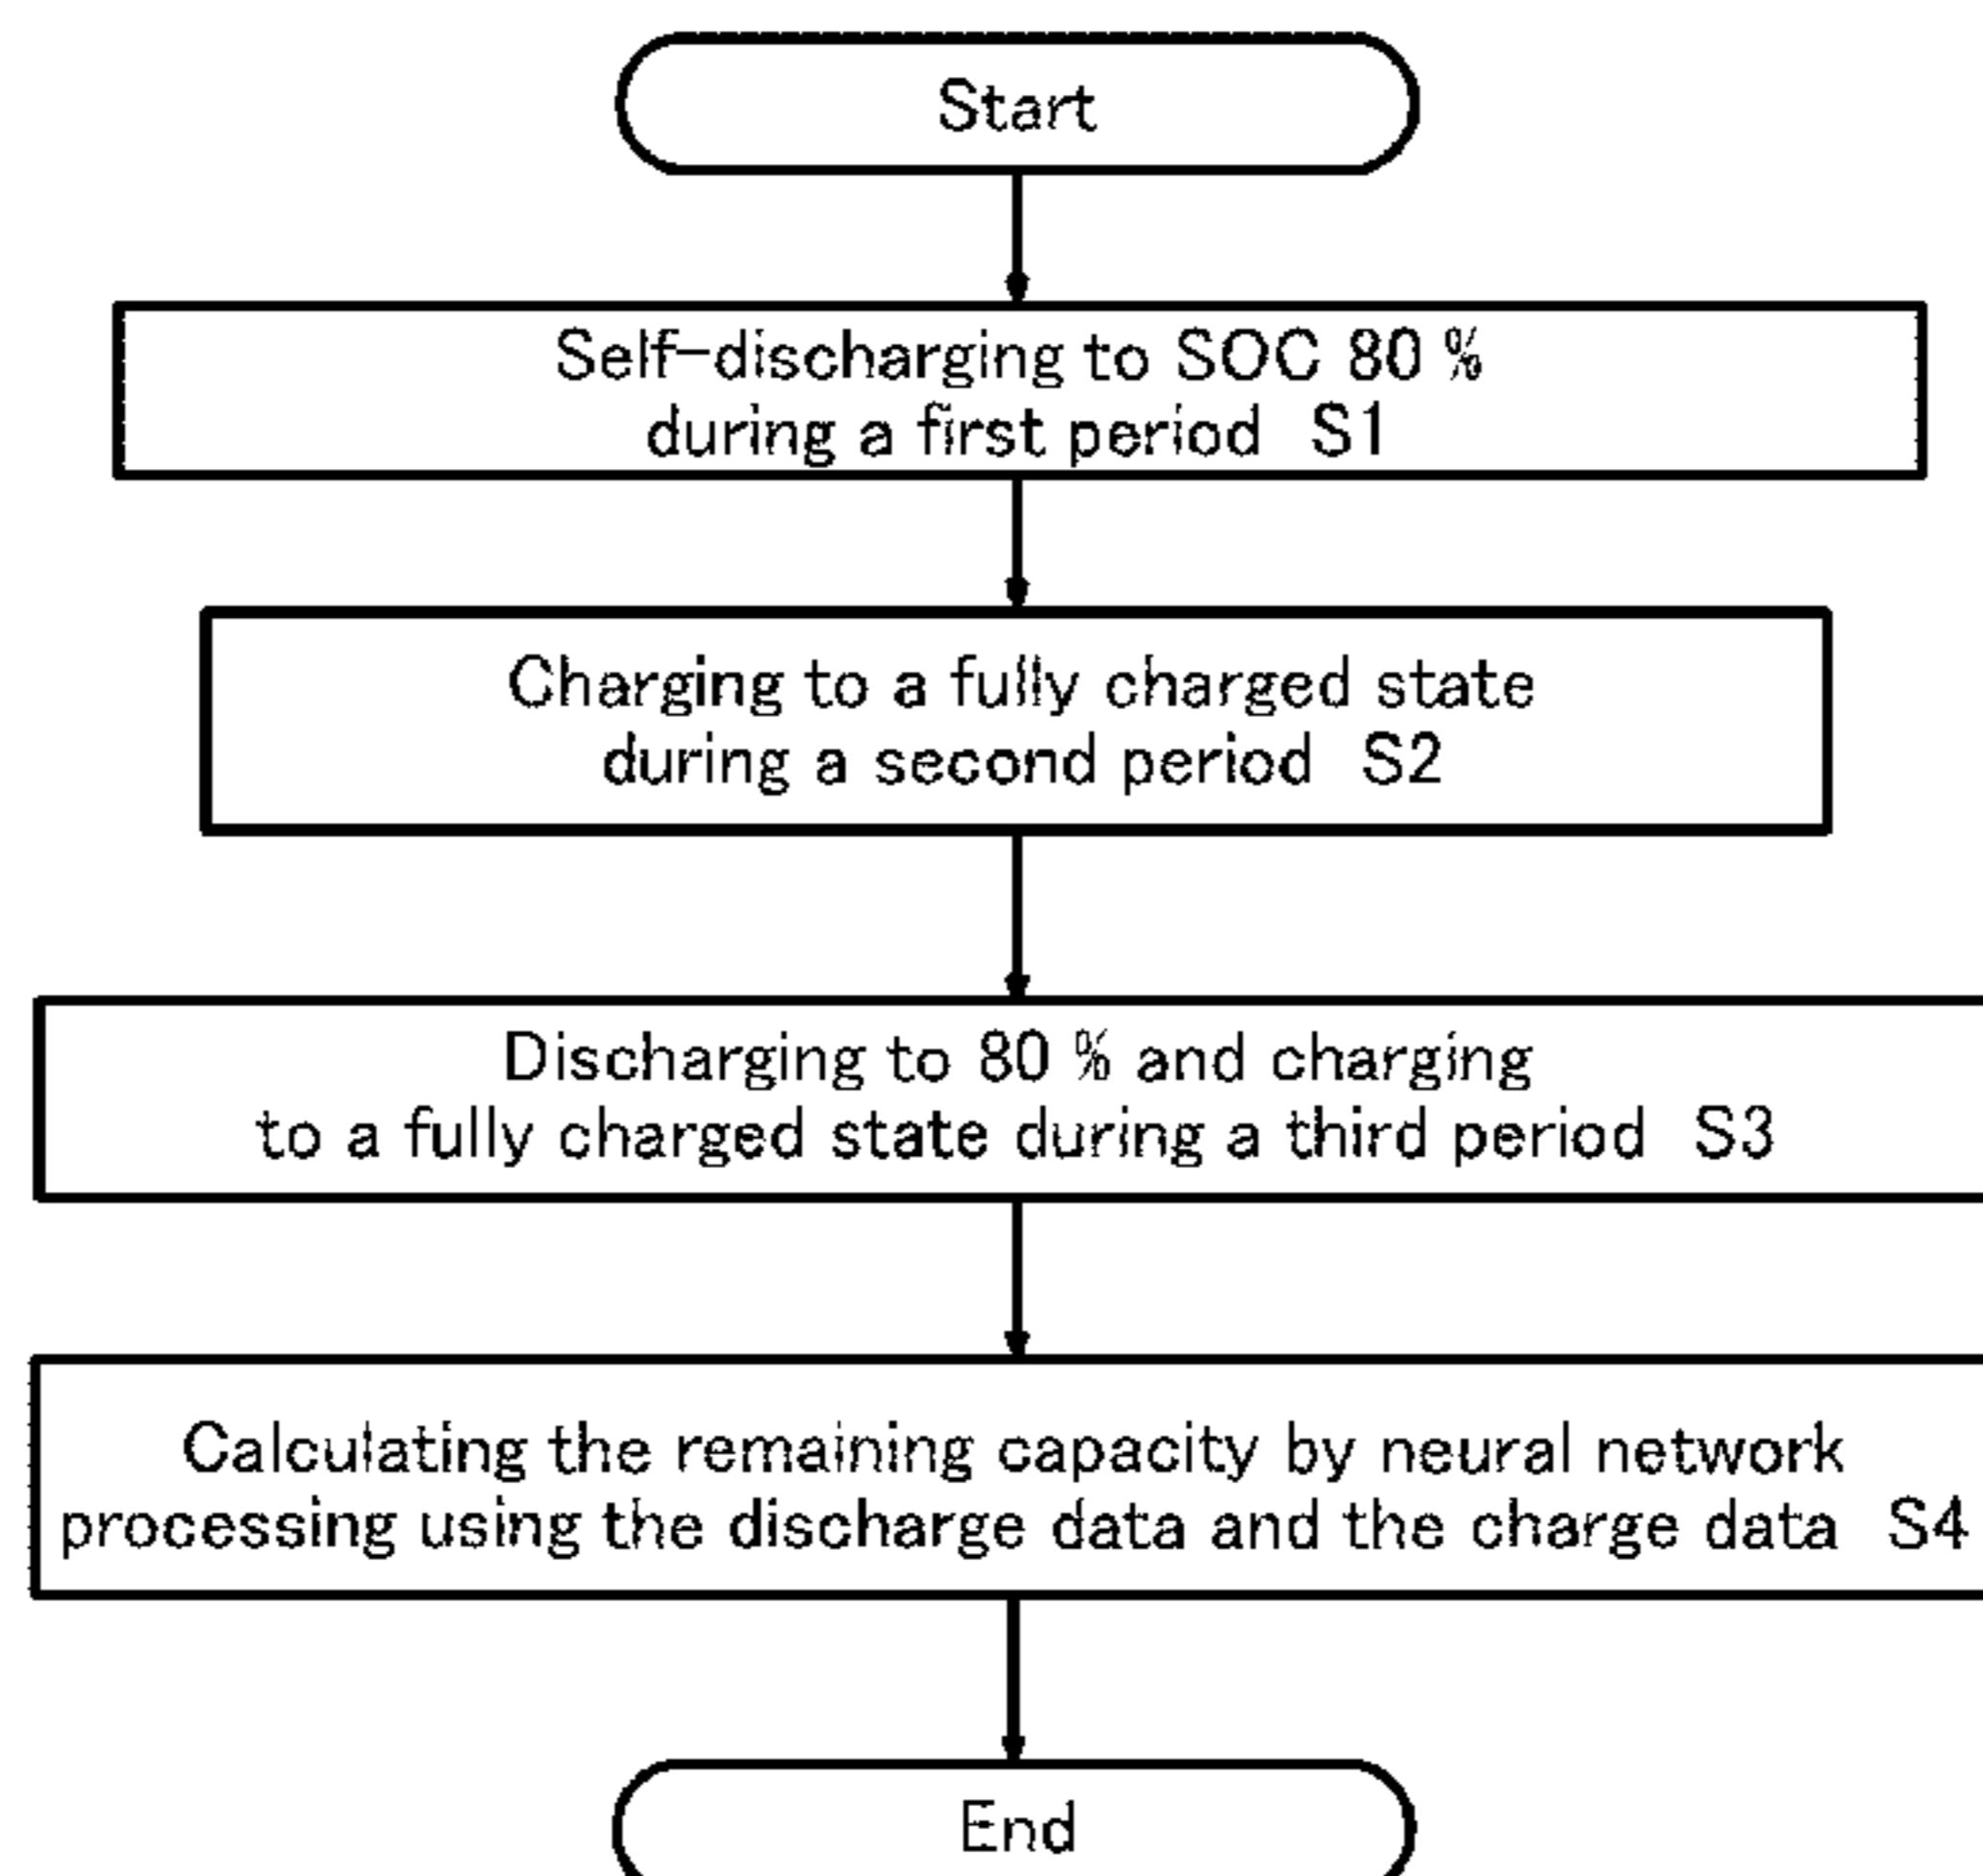 Start
Self-discharging to SOC 80 %
during a first period S1
Charging to a fully charged state
during a second period S2
Discharging to 80 % and charging
to a fully charged state during a third period S3
Calculating the remaining capacity by neural network
processing using the discharge data and the charge data S4
End